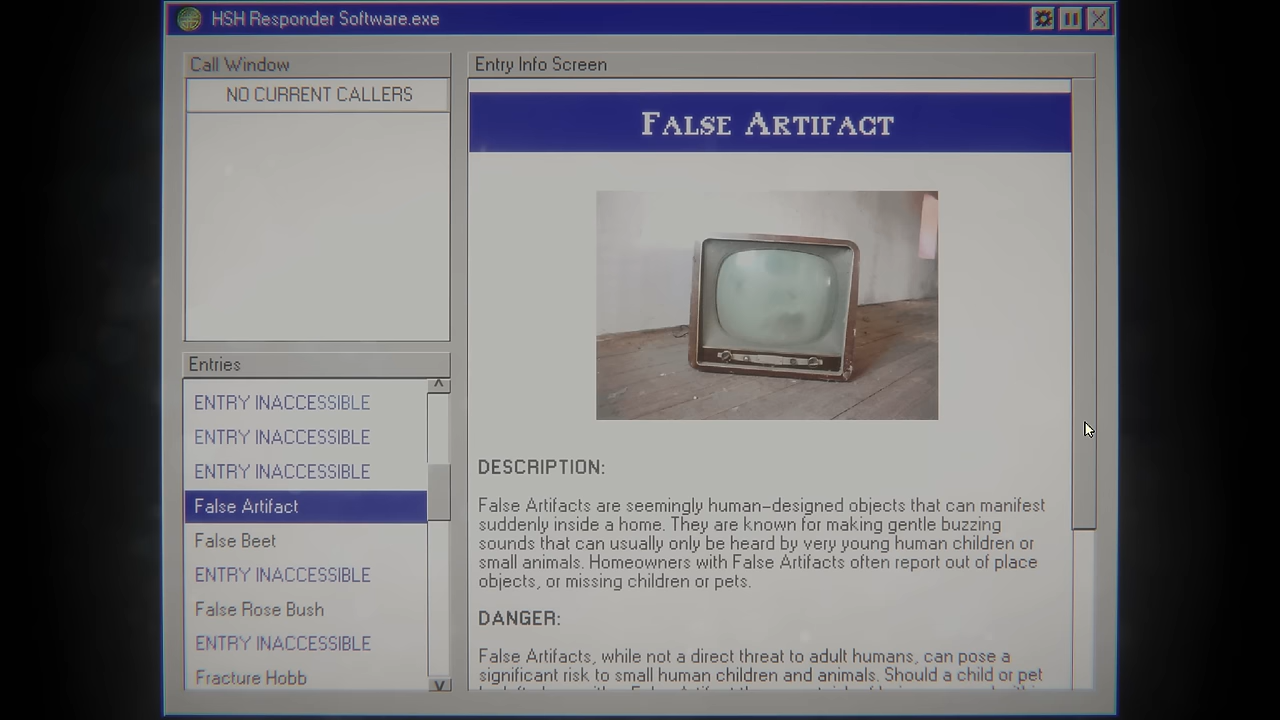 HSH Responder Software.exe
Call Window
NO CURRENT CALLERS
Entries
ENTRY INACCESSIBLE
ENTRY INACCESSIBLE
ENTRY INACCESSIBLE
False Artifact
False Beet
ENTRY INACCESSIBLE
False Rose Bush
ENTRY INACCESSIBLE
Fracture Hobb
Entry Info Screen
False Artifact
DESCRIPTION:
False Artifacts are seemingly human-designed objects that can manifest
suddenly inside a home. They are known for making gentle buzzing
sounds that can usually only be heard by very young human children or
small animals. Homeowners with False Artifacts often report out of place
objects, or missing children or pets.
DANGER:
False Artifacts, while not a direct threat to adult humans, can pose a
significant risk to small human children and animals. Should a child or pet